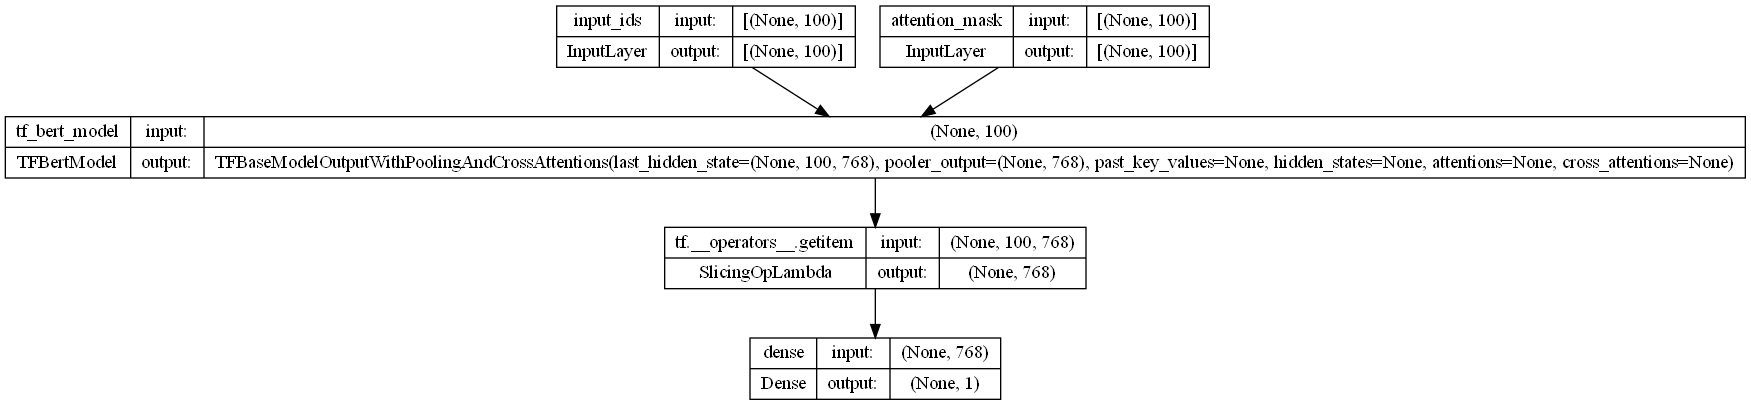 input_ids input: [(None, 100)]
InputLayer output: [(None, 100)]
attention_mask input: [(None, 100)]
InputLayer output: [(None, 100)]
tf_bert_model input: (None, 100)
TFBertModel output: TFBaseModelOutputWithPoolingAndCrossAttentions(last_hidden_state=(None, 100, 768), pooler_output=(None, 768), past_key_values=None, hidden_states=None, attentions=None, cross_attentions=None)
tf.__operators__.getitem input: (None, 100, 768)
SlicingOpLambda output: (None, 768)
dense input: (None, 768)
Dense output: (None, 1)